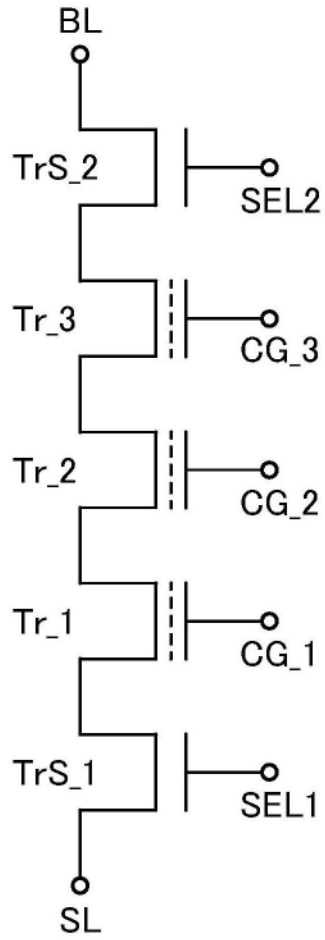 BL
TrS_2
SEL2
Tr_3
CG_3
Tr_2
CG_2
Tr_1
CG_1
TrS_1
SEL1
SL